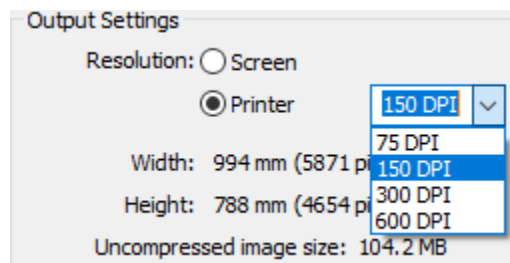 Output Settings
Resolution: Screen
Printer 150 DPI
75 DPI
Width: 994 mm (5871 pi 150 DPI
300 DPI
Height: 788 mm (4654 pi
600 DPI
Uncompressed image size: 104.2 MB